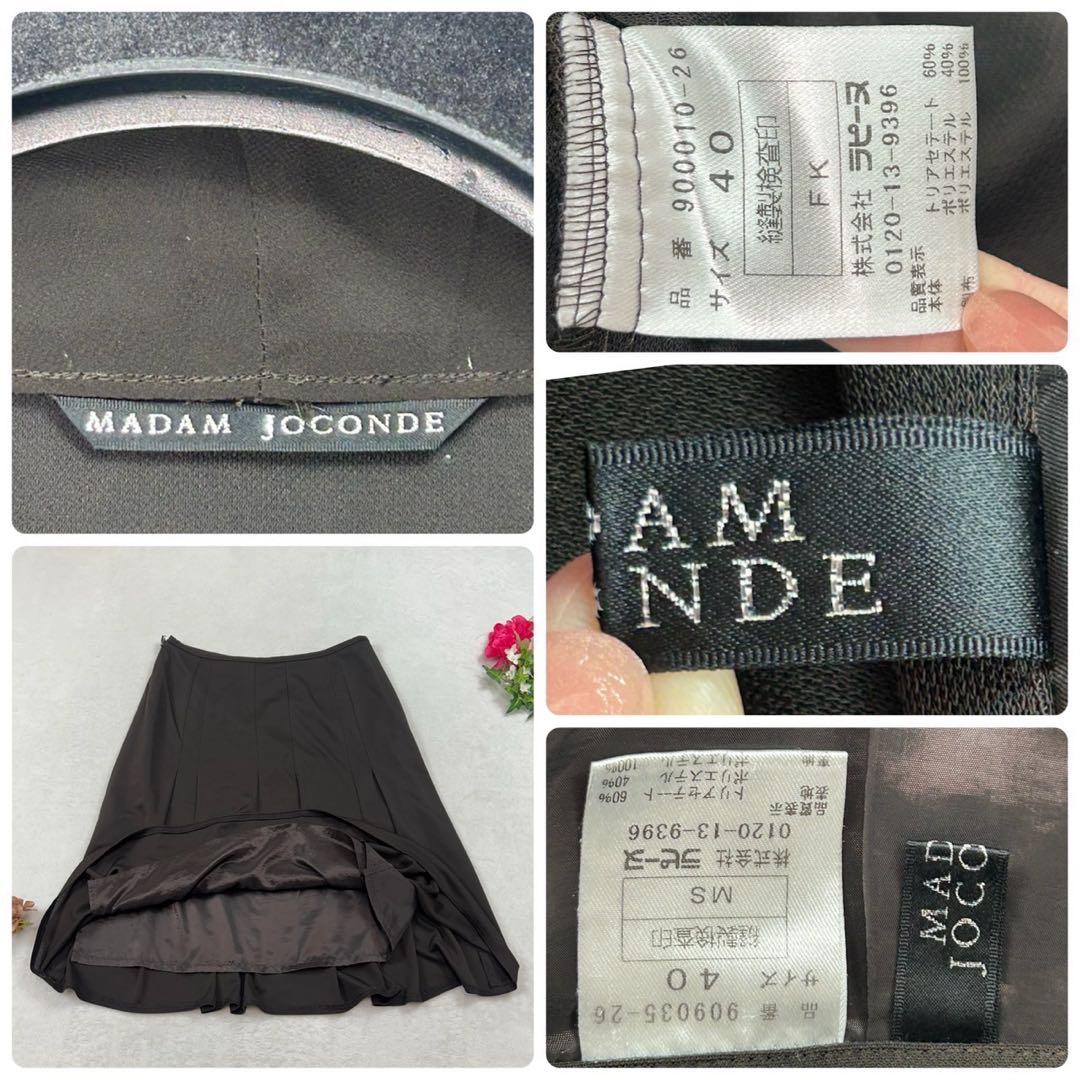 MADAM JOCONDE
品 番 900010-26
サイズ 40
縫製検査印
FK
株式会社 ラピーヌ
0120-13-9396
品質表示
本体 トリアセテート 60%
ポリエステル 40%
別布 ポリエステル 100%
AM
NDE
品 番 909035-26
サイズ 40
縫製検査印
MS
株式会社 ラピーヌ
0120-13-9396
品質表示
表地 トリアセテート 60%
ポリエステル 40%
ポリエステル 100%
MAD
JOCO